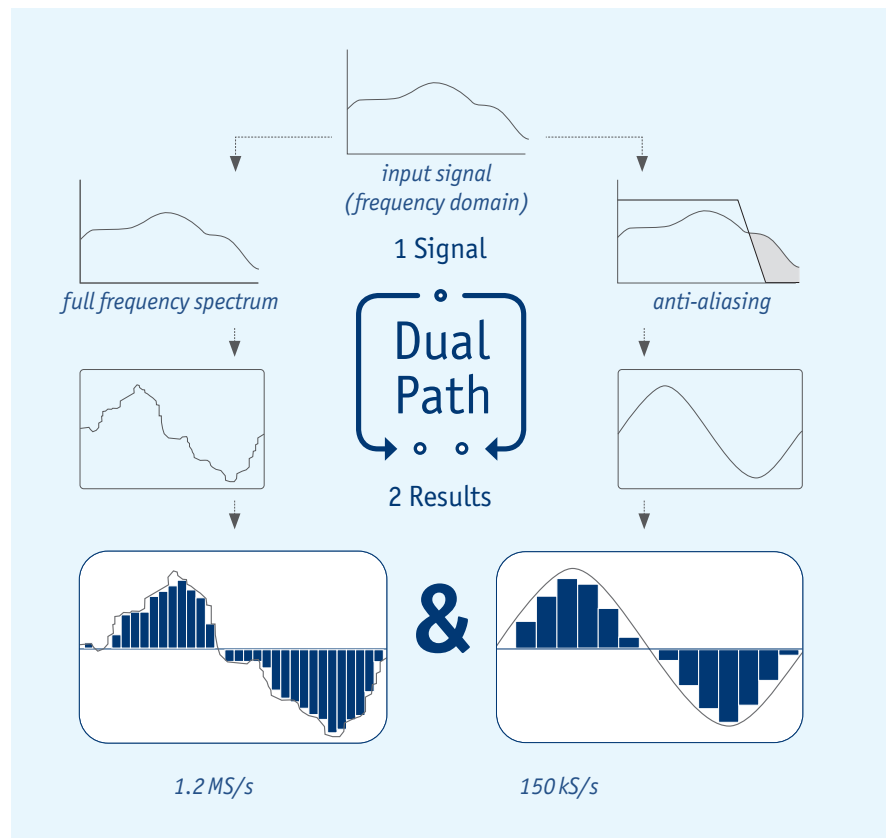 input signal
(frequency domain)
1 Signal
full frequency spectrum
anti-aliasing
Dual
Path
2 Results
&
1.2 MS/s
150 kS/s